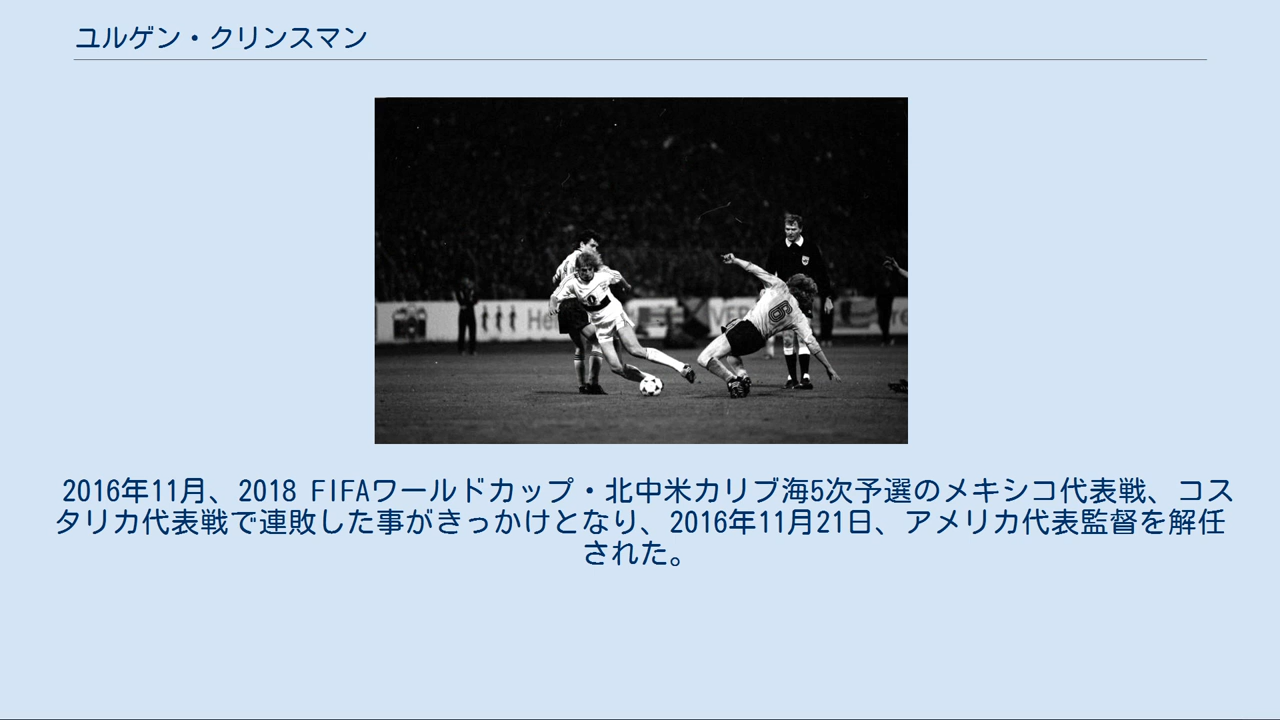 ユルゲン・クリンスマン
6
2016年11月、2018 FIFAワールドカップ・北中米カリブ海5次予選のメキシコ代表戦、コス
タリカ代表戦で連敗した事がきっかけとなり、2016年11月21日、アメリカ代表監督を解任
された。